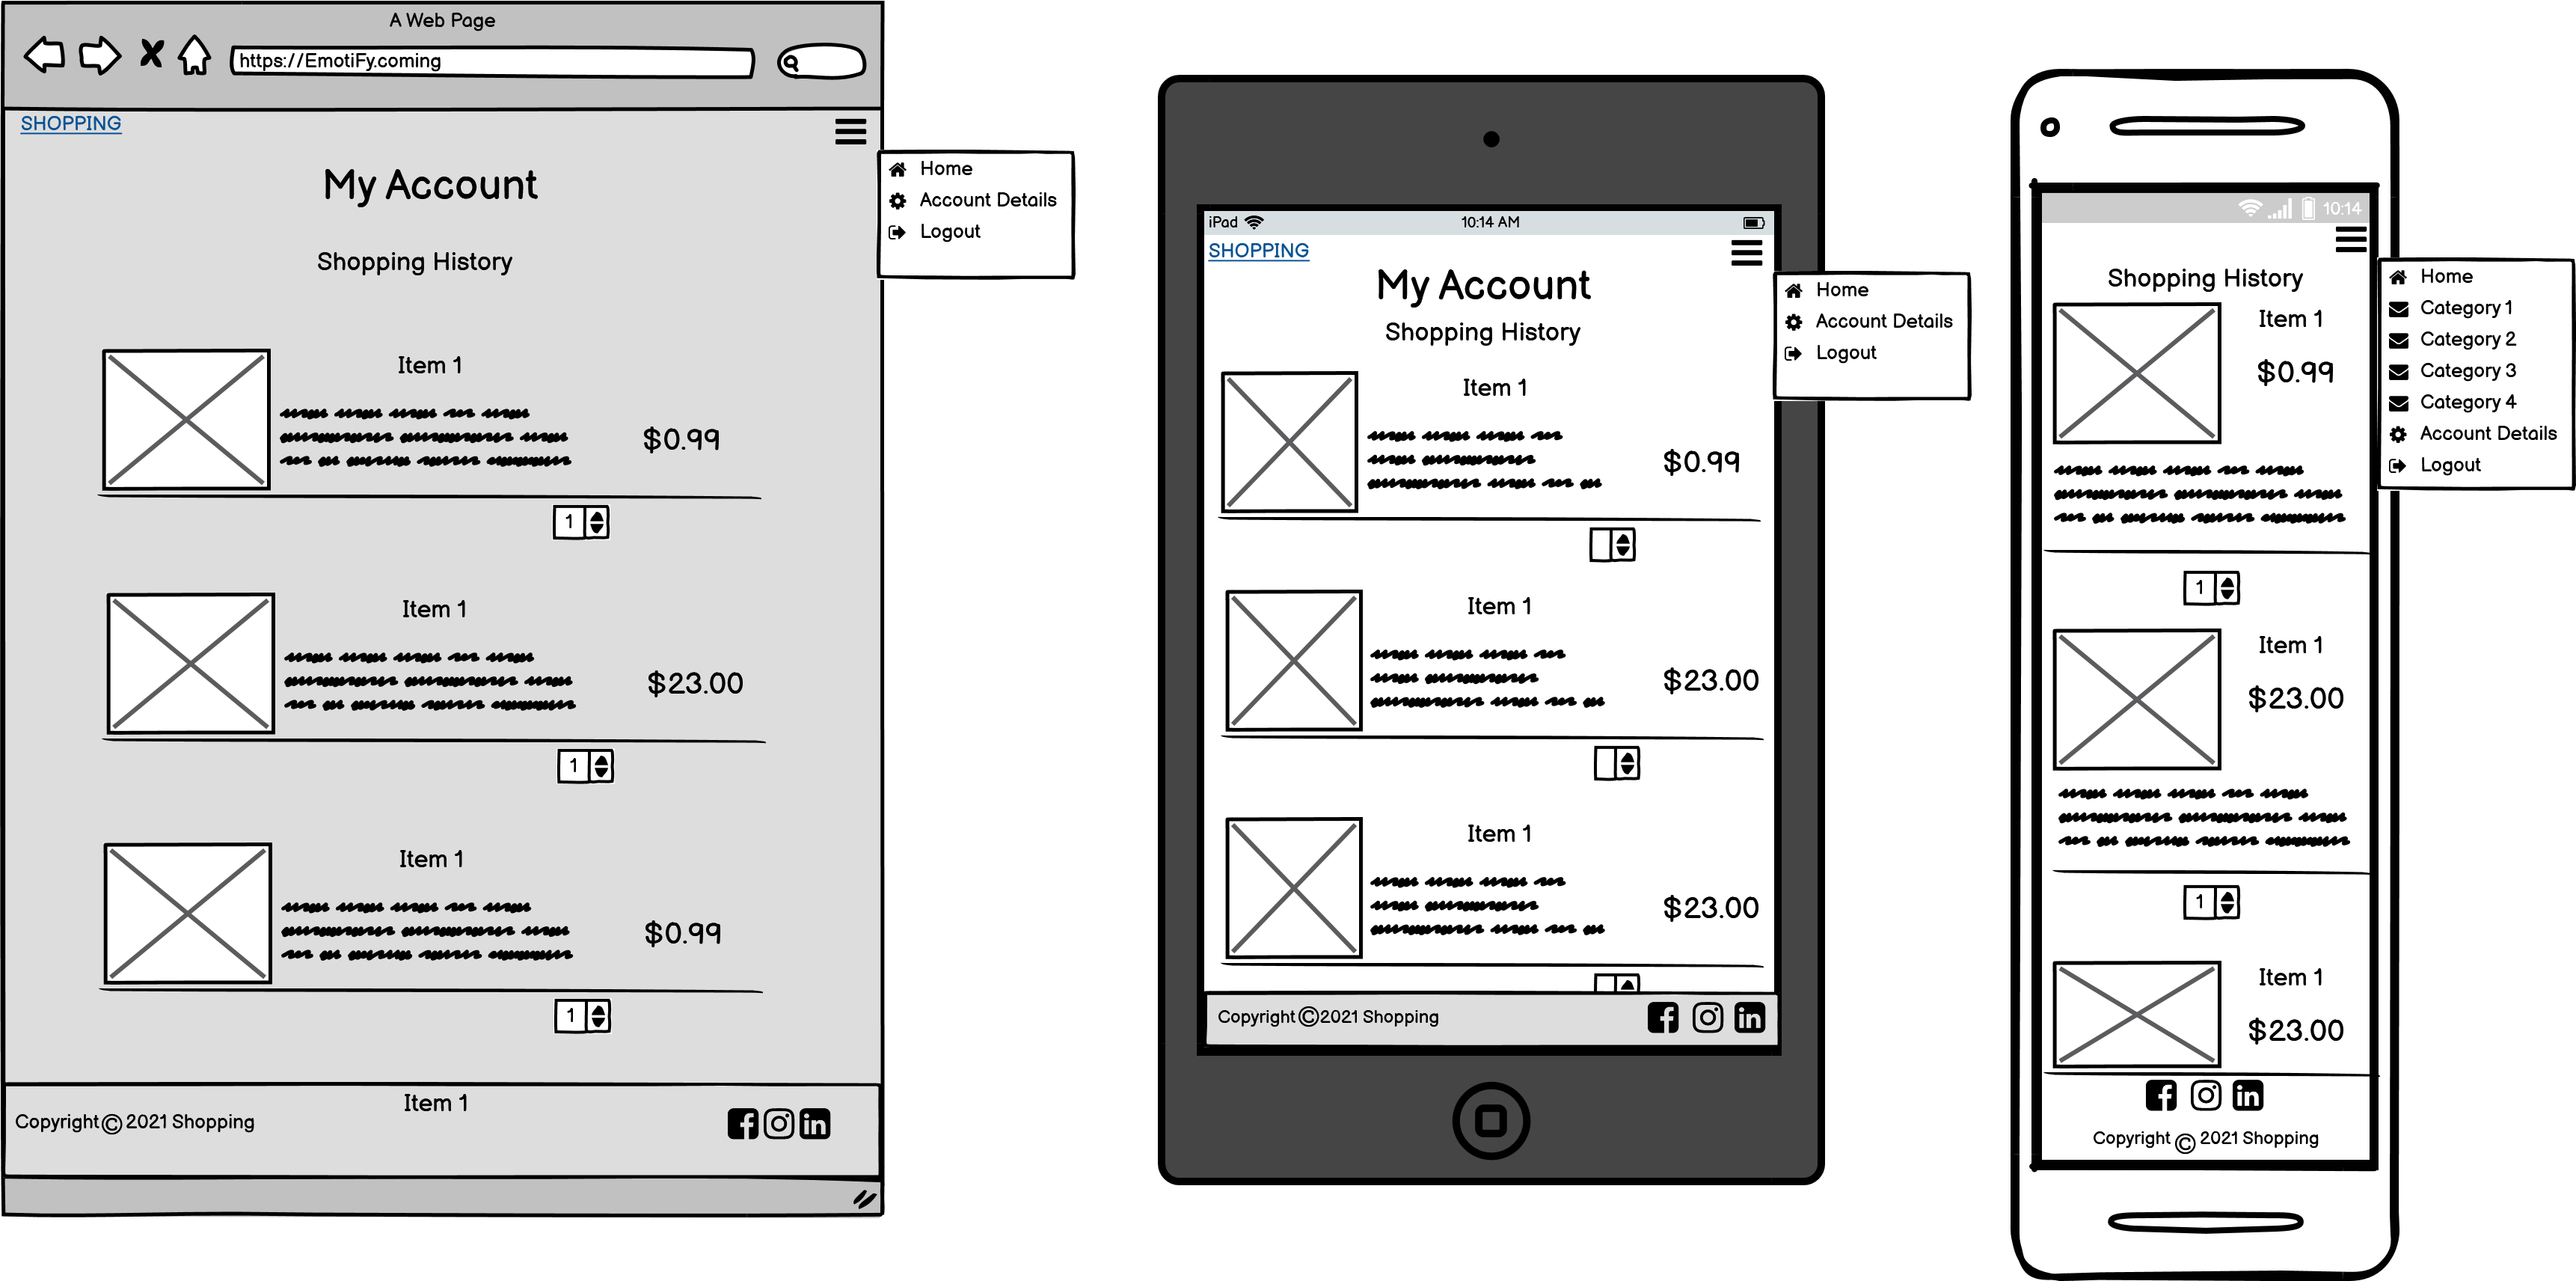 A Web Page
https://EmotiFy.coming
SHOPPING
My Account
Shopping History
Item 1
$0.99
1
Item 1
$23.00
1
Item 1
$0.99
1
Item 1
Copyright © 2021 Shopping
Home
Account Details
Logout
iPad
10:14 AM
SHOPPING
My Account
Shopping History
Item 1
$0.99
Item 1
$23.00
Item 1
$23.00
Copyright ©2021 Shopping
Home
Account Details
Logout
10:14
Shopping History
Item 1
$0.99
1
Item 1
$23.00
1
Item 1
$23.00
Copyright © 2021 Shopping
Home
Category 1
Category 2
Category 3
Category 4
Account Details
Logout